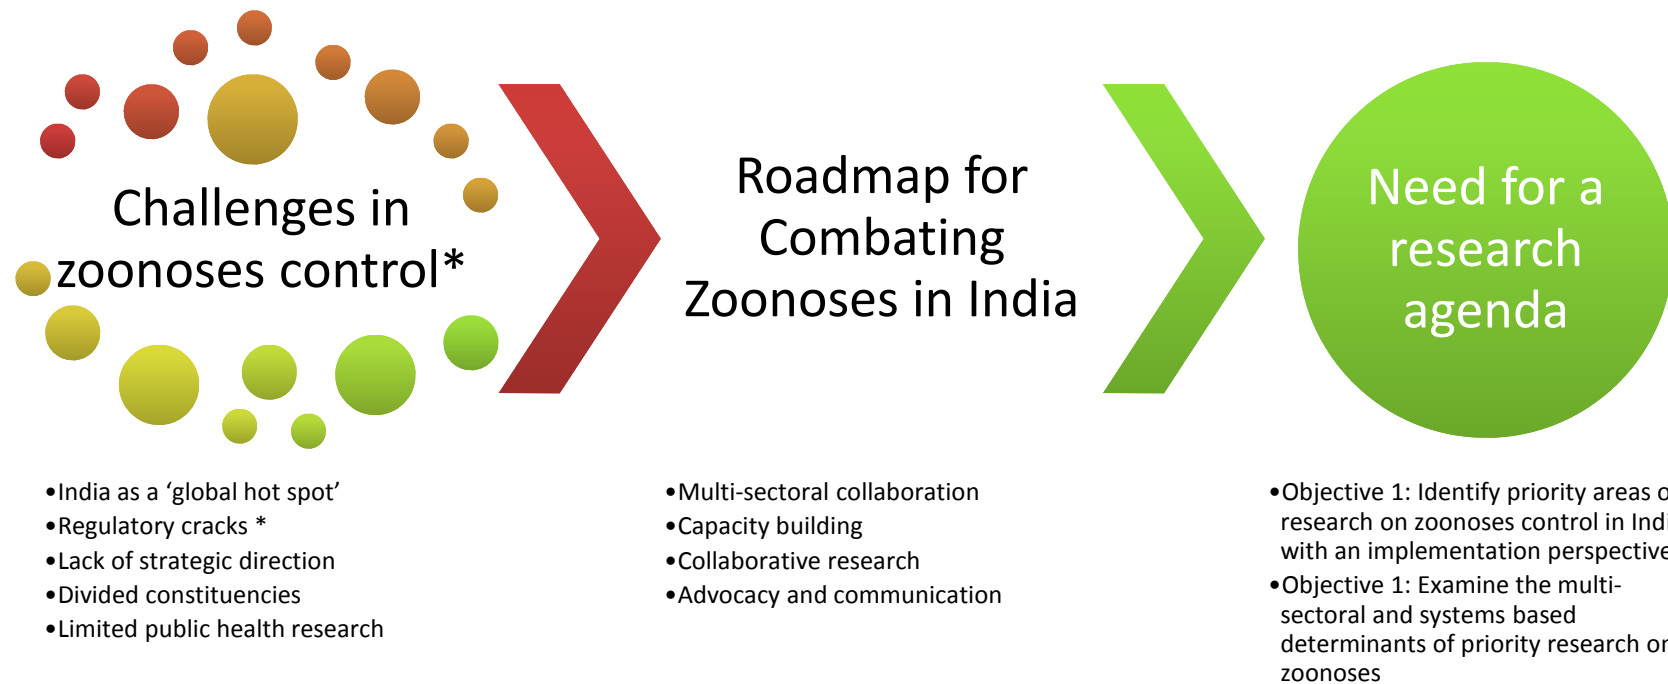 Challenges in
zoonoses control*
Roadmap for
Combating
Zoonoses in India
Need for a
research
agenda
•India as a ‘global hot spot’
•Regulatory cracks *
•Lack of strategic direction
•Divided constituencies
•Limited public health research
•Multi-sectoral collaboration
•Capacity building
•Collaborative research
•Advocacy and communication
•Objective 1: Identify priority areas o
research on zoonoses control in Indi
with an implementation perspective
•Objective 1: Examine the multi-
sectoral and systems based
determinants of priority research on
zoonoses